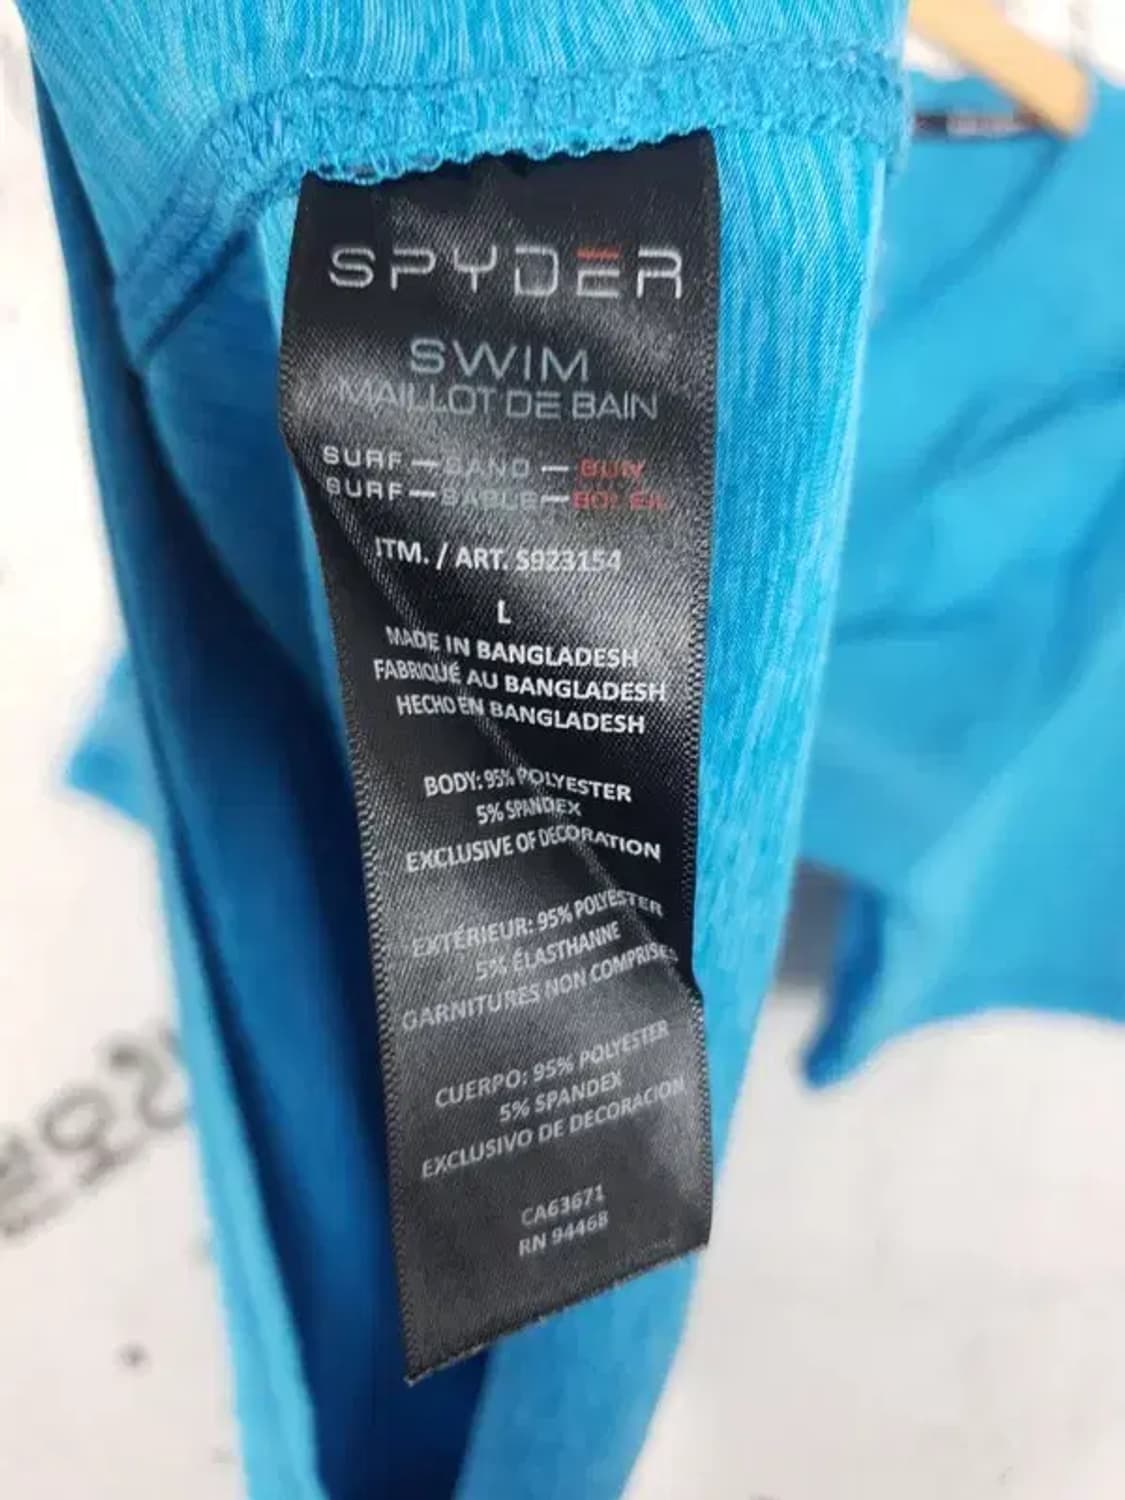 SPYDER
SWIM
MAILLOT DE BAIN
SURF — SAND — SUN
SURF — SABLE — SOLEIL
ITM. / ART. S923154
L
MADE IN BANGLADESH
FABRIQUÉ AU BANGLADESH
HECHO EN BANGLADESH
BODY: 95% POLYESTER
5% SPANDEX
EXCLUSIVE OF DECORATION
EXTÉRIEUR: 95% POLYESTER
5% ÉLASTHANNE
GARNITURES NON COMPRISES
CUERPO: 95% POLYESTER
5% SPANDEX
EXCLUSIVO DE DECORACION
CA63671
RN 94468